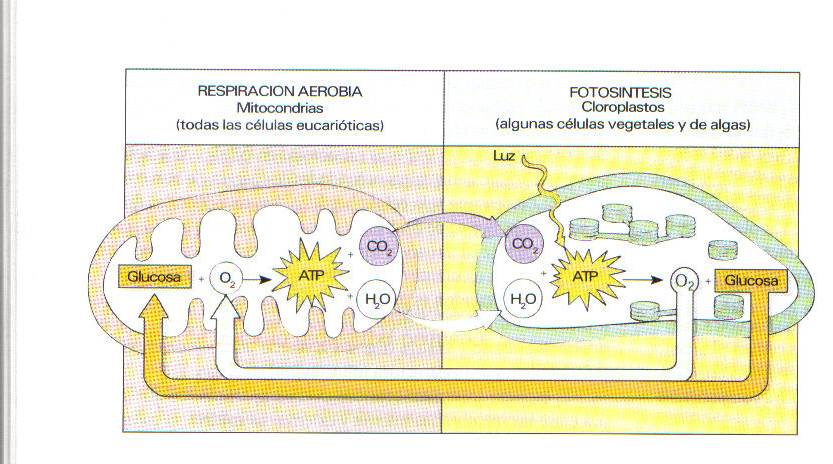 RESPIRACION AEROBIA
Mitocondrias
(todas las células eucarióticas)
FOTOSINTESIS
Cloroplastos
(algunas células vegetales y de algas)
Luz
Glucosa + O2
ATP
+ CO2
+ H2O
CO2
+
H2O
ATP
O2 + Glucosa